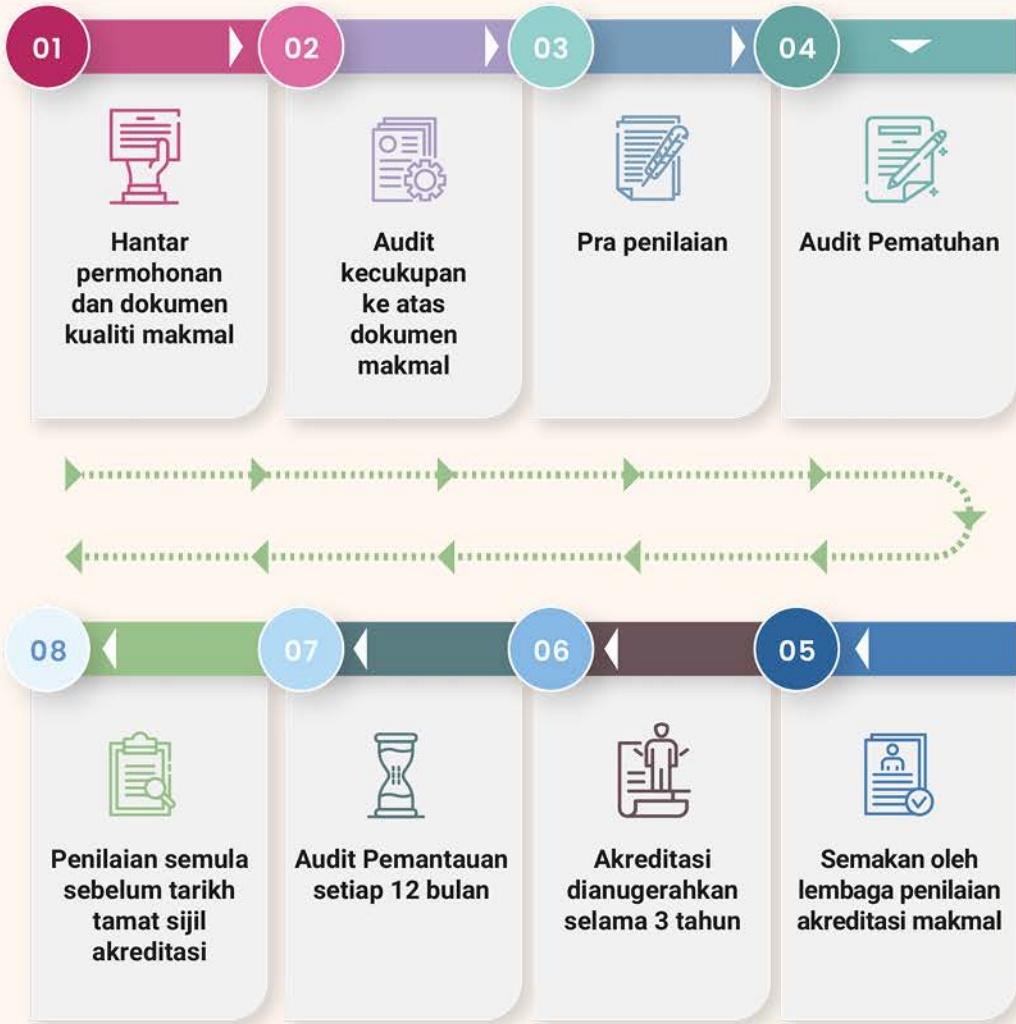 01
Hantar
permohonan
dan dokumen
kualiti makmal
02
Audit
kecukupan
ke atas
dokumen
makmal
03
Pra penilaian
04
Audit Pematuhan
05
Semakan oleh
lembaga penilaian
akreditasi makmal
06
Akreditasi
dianugerahkan
selama 3 tahun
07
Audit Pemantauan
setiap 12 bulan
08
Penilaian semula
sebelum tarikh
tamat sijil
akreditasi